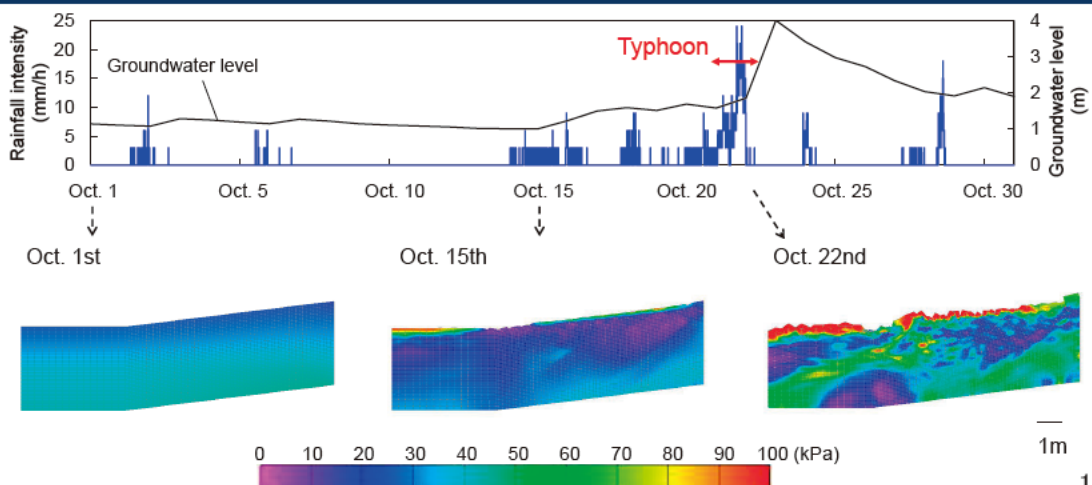 Rainfall intensity
(mm/h)
25
20
15
10
5
0
Groundwater level
Typhoon
4
3
2
1
0
Groundwater level
(m)
Oct. 1
Oct. 5
Oct. 10
Oct. 15
Oct. 20
Oct. 25
Oct. 30
Oct. 1st
Oct. 15th
Oct. 22nd
1m
0 10 20 30 40 50 60 70 80 90 100 (kPa)
1